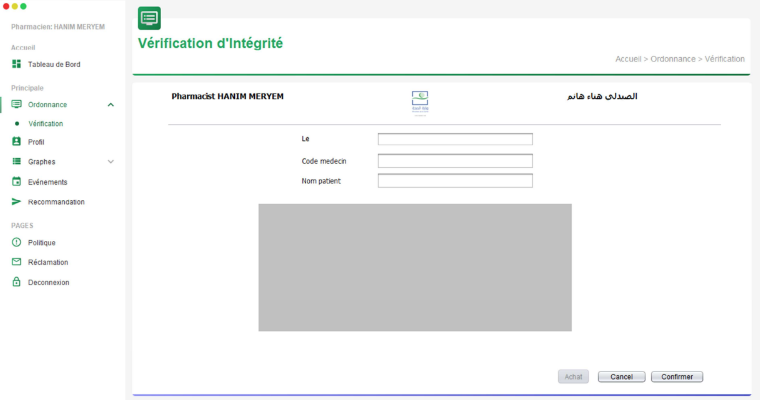 Pharmacien: HANIM MERYEM
Accueil
Tableau de Bord
Principale
Ordonnance
Vérification
Profil
Graphes
Evénements
Recommandation
PAGES
Politique
Réclamation
Deconnexion
Vérification d'Intégrité
Accueil > Ordonnance > Vérification
Pharmacist HANIM MERYEM
الصدلي هناء هانم
Le
Code medecin
Nom patient
Achat
Cancel
Confirmer